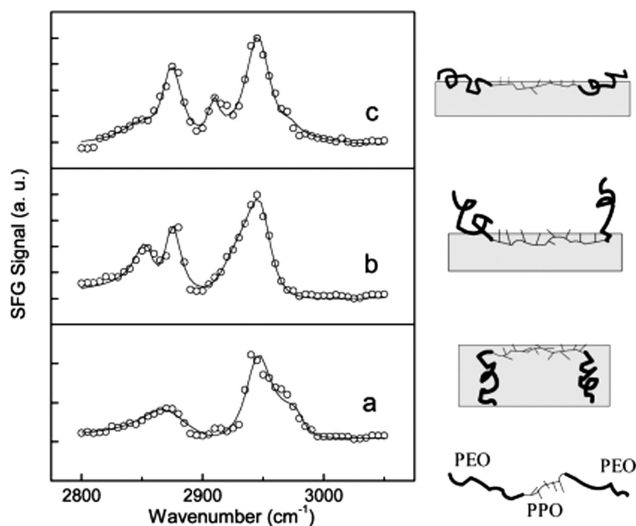 SFG Signal (a. u.)
c
b
a
2800
2900
3000
Wavenumber (cm⁻¹)
PEO
PEO
PPO